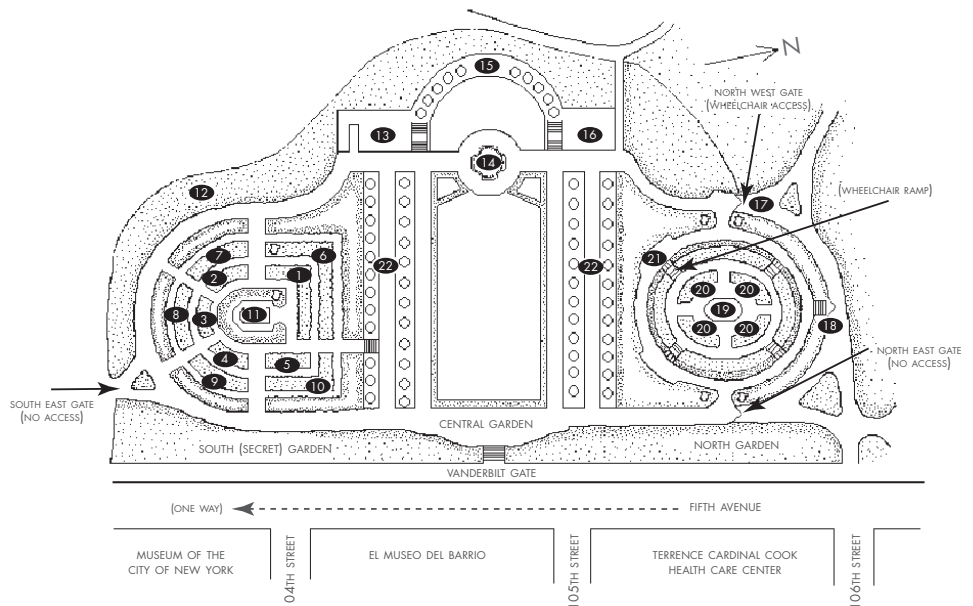 N
15
NORTH WEST GATE
(WHEELCHAIR ACCESS)
13
16
14
(WHEELCHAIR RAMP)
12
17
7
6
21
1
22
22
2
20
20
8
3
11
19
18
20
20
4
5
9
10
NORTH EAST GATE
(NO ACCESS)
SOUTH EAST GATE
(NO ACCESS)
CENTRAL GARDEN
SOUTH (SECRET) GARDEN
NORTH GARDEN
VANDERBILT GATE
(ONE WAY)
FIFTH AVENUE
MUSEUM OF THE
CITY OF NEW YORK
04TH STREET
EL MUSEO DEL BARRIO
105TH STREET
TERRENCE CARDINAL COOK
HEALTH CARE CENTER
106TH STREET